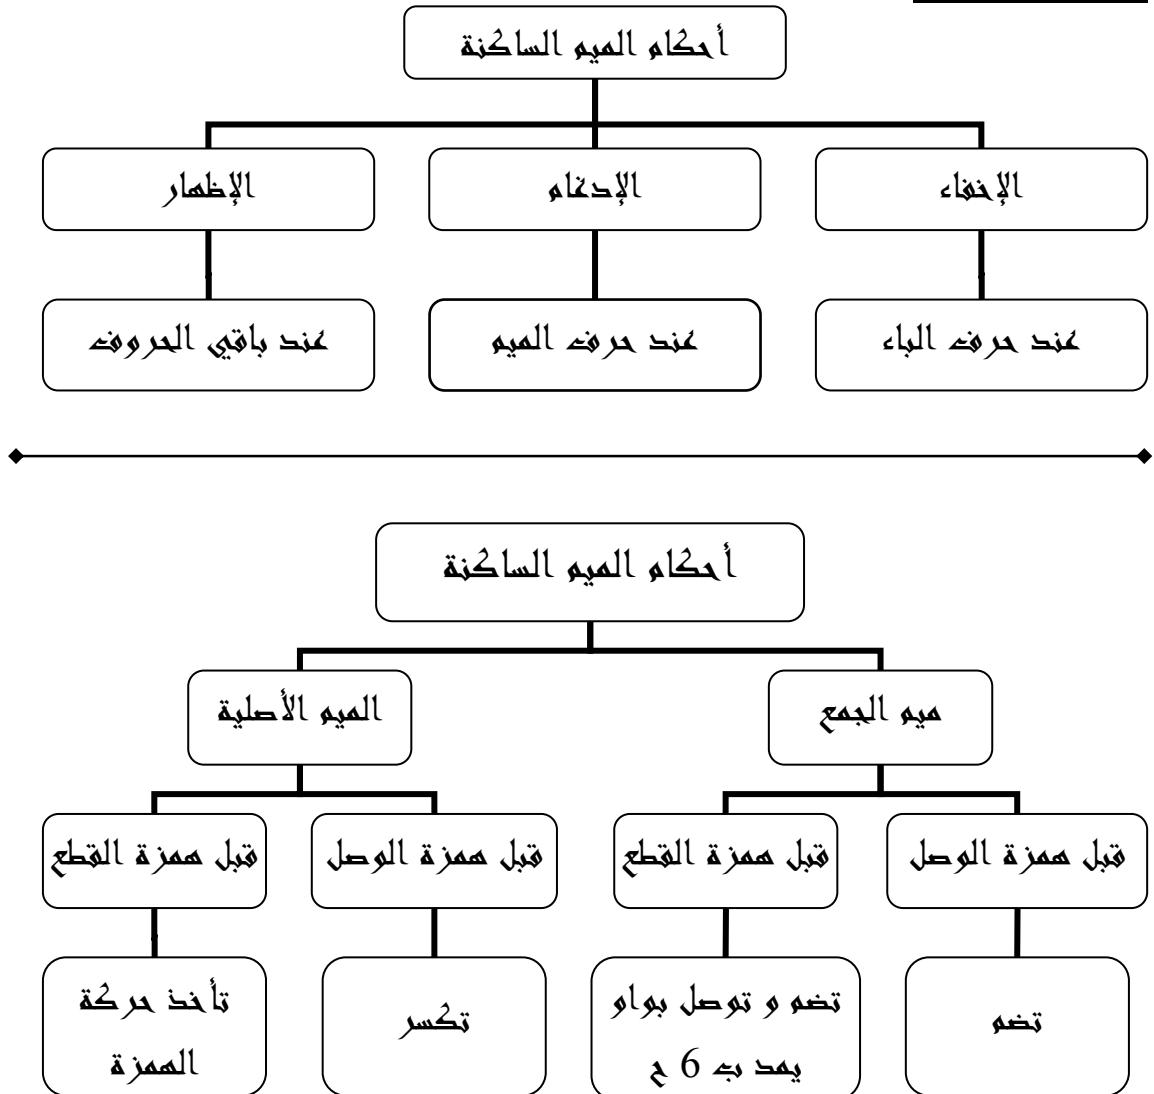 أحكام الميم الساكنة
الإخفاء
الإدغام
الإظهار
عند حرف الباء
عند حرف الميم
عند باقي الحروف
أحكام الميم الساكنة
ميم الجمع
الميم الأصلية
قبل همزة الوصل
قبل همزة القطع
قبل همزة الوصل
قبل همزة القطع
تضم
تضم و توصل بواو
يمد ب 6 ح
تكسر
تأخذ حركة
الهمزة